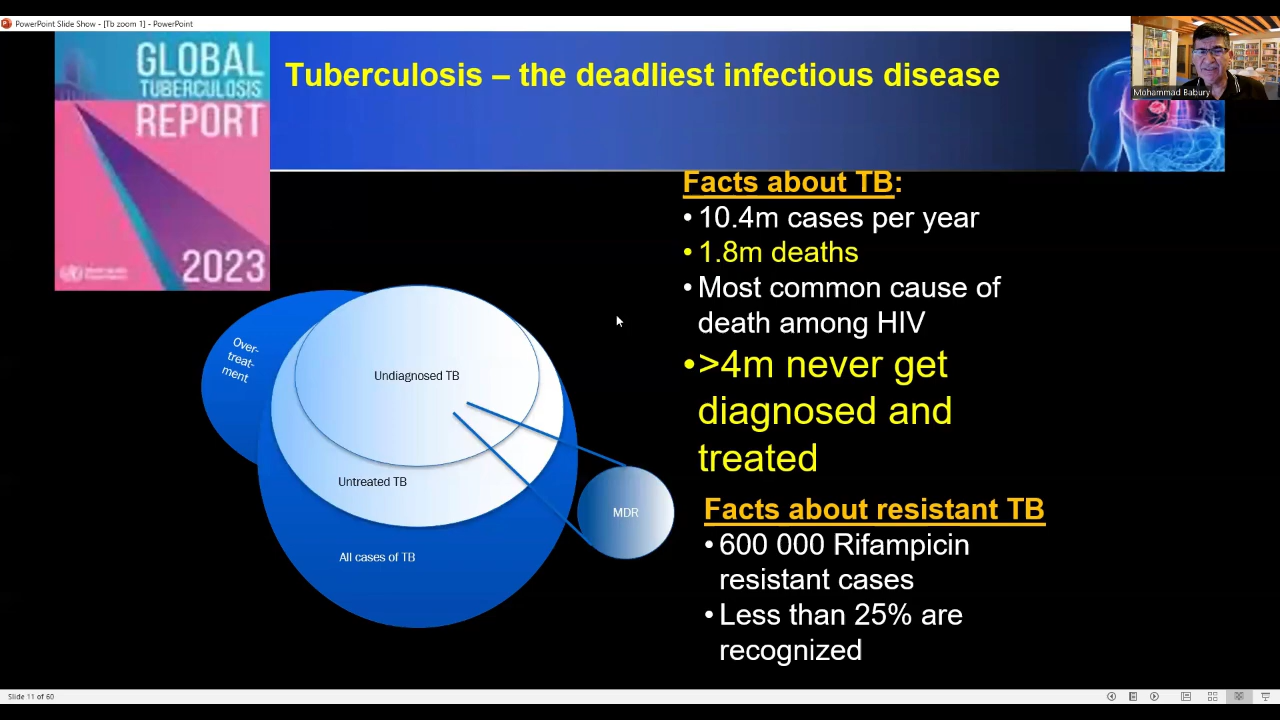 PowerPoint Slide Show - [Tb zoom 1] - PowerPoint
GLOBAL
TUBERCULOSIS
REPORT
2023
Tuberculosis – the deadliest infectious disease
Mohammad Babury
Facts about TB:
• 10.4m cases per year
• 1.8m deaths
• Most common cause of
death among HIV
• >4m never get
diagnosed and
treated
Facts about resistant TB
• 600 000 Rifampicin
resistant cases
• Less than 25% are
recognized
Over-
treat-
ment
Undiagnosed TB
Untreated TB
MDR
All cases of TB
Slide 11 of 60